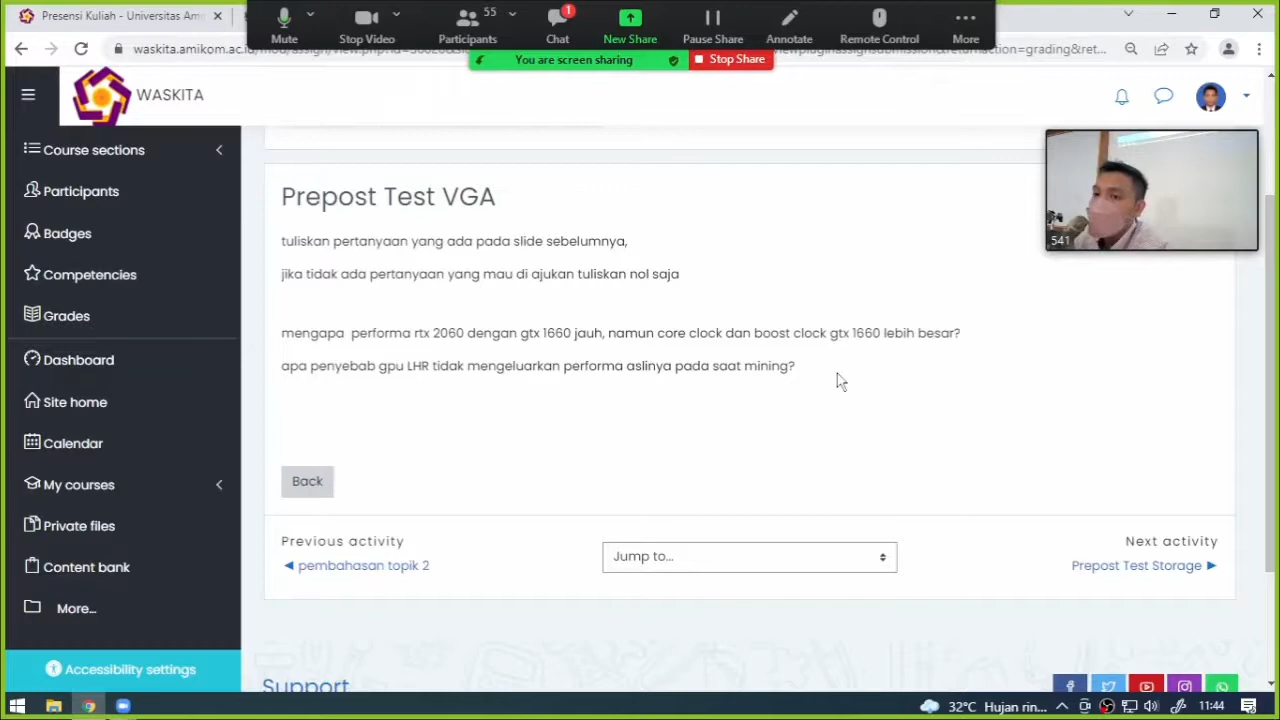 Presensi Kuliah - Universitas Am
Mute
Stop Video
55
Participants
1
Chat
New Share
Pause Share
Annotate
Remote Control
More
You are screen sharing
Stop Share
WASKITA
Course sections
Participants
Badges
Competencies
Grades
Dashboard
Site home
Calendar
My courses
Private files
Content bank
More...
Accessibility settings
Prepost Test VGA
tuliskan pertanyaan yang ada pada slide sebelumnya,
jika tidak ada pertanyaan yang mau di ajukan tuliskan nol saja
mengapa performa rtx 2060 dengan gtx 1660 jauh, namun core clock dan boost clock gtx 1660 lebih besar?
apa penyebab gpu LHR tidak mengeluarkan performa aslinya pada saat mining?
541
Back
Previous activity
◄ pembahasan topik 2
Jump to...
Next activity
Prepost Test Storage ►
Support
32°C Hujan rin...
11:44